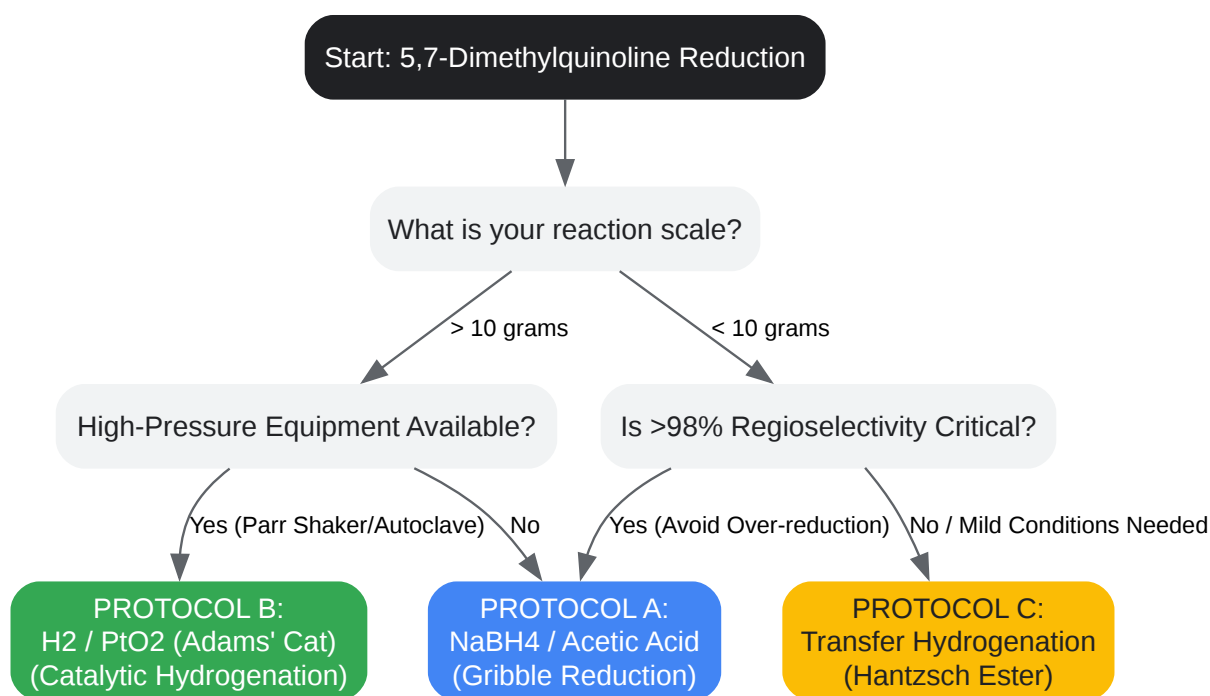 Start: 5,7-Dimethylquinoline Reduction
What is your reaction scale?
> 10 grams
< 10 grams
High-Pressure Equipment Available?
Is >98% Regioselectivity Critical?
Yes (Parr Shaker/Autoclave)
No
Yes (Avoid Over-reduction)
No / Mild Conditions Needed
PROTOCOL B:
H2 / PtO2 (Adams' Cat)
(Catalytic Hydrogenation)
PROTOCOL A:
NaBH4 / Acetic Acid
(Gribble Reduction)
PROTOCOL C:
Transfer Hydrogenation
(Hantzsch Ester)